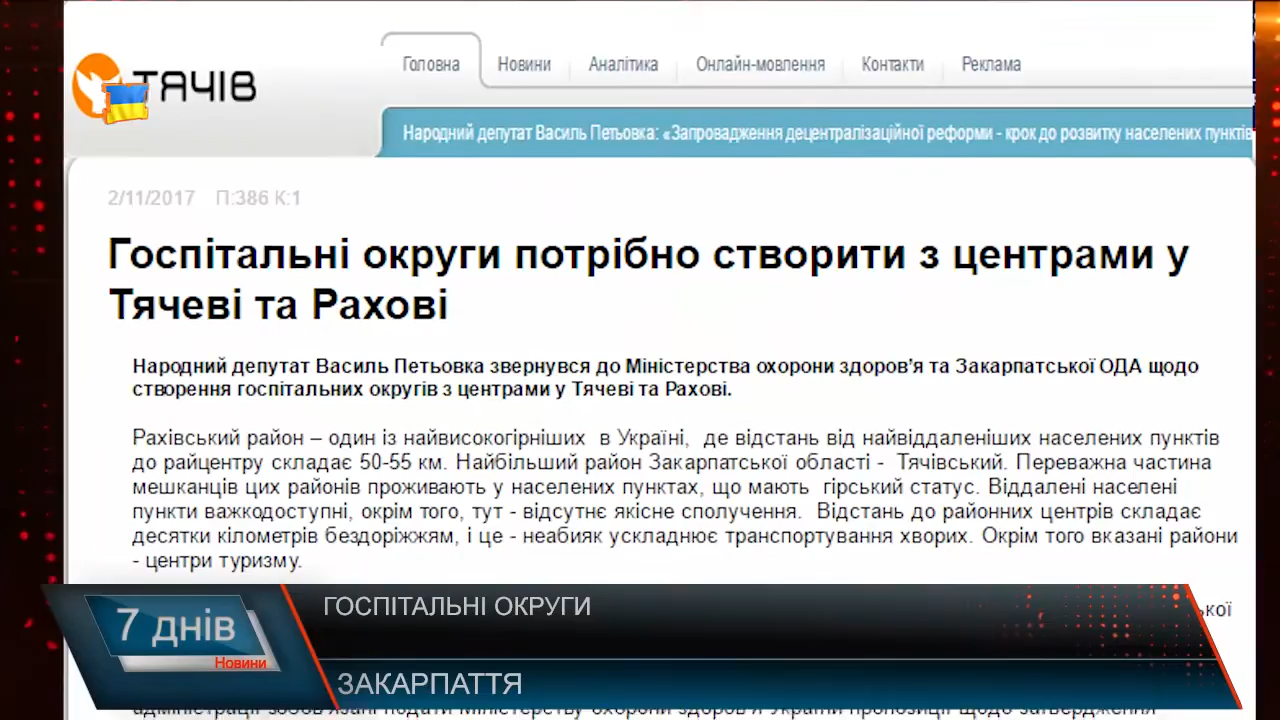 ТЯЧІВ
Головна Новини Аналітика Онлайн-мовлення Контакти Реклама
Народний депутат Василь Петьовка: «Запровадження децентралізаційної реформи - крок до розвитку населених пунктів
2/11/2017 П:386 К:1
Госпітальні округи потрібно створити з центрами у
Тячеві та Рахові
Народний депутат Василь Петьовка звернувся до Міністерства охорони здоров’я та Закарпатської ОДА щодо
створення госпітальних округів з центрами у Тячеві та Рахові.
Рахівський район – один із найвисокогірніших в Україні, де відстань від найвіддаленіших населених пунктів
до райцентру складає 50-55 км. Найбільший район Закарпатської області - Тячівський. Переважна частина
мешканців цих районів проживають у населених пунктах, що мають гірський статус. Віддалені населені
пункти важкодоступні, окрім того, тут - відсутнє якісне сполучення. Відстань до районних центрів складає
десятки кілометрів бездоріжжям, і це - неабияк ускладнює транспортування хворих. Окрім того вказані райони
- центри туризму.
7 днів
Новини
ГОСПІТАЛЬНІ ОКРУГИ
ЗАКАРПАТТЯ